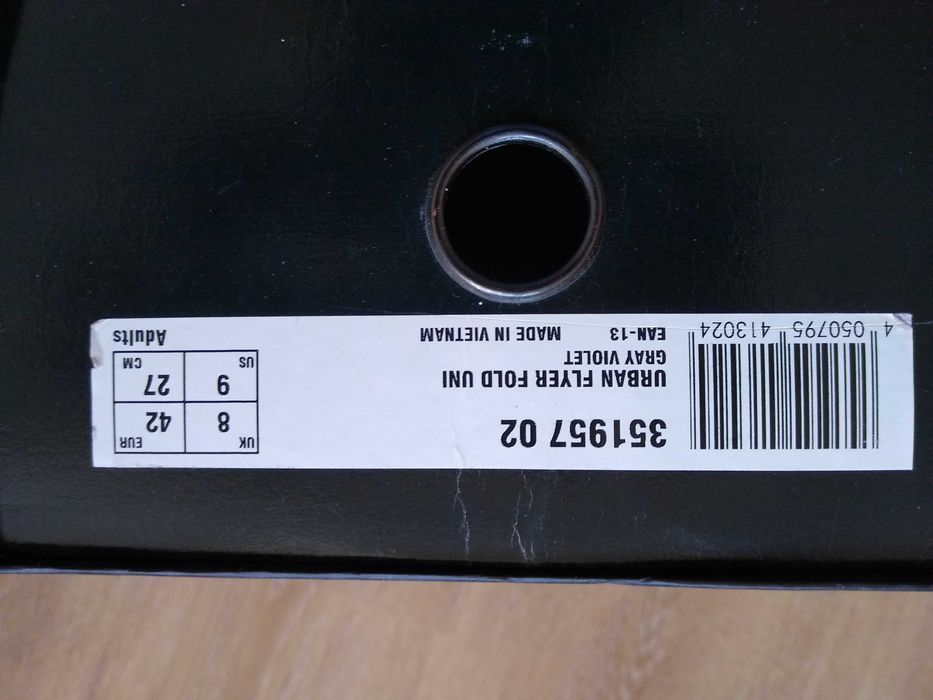 4 050795 413024
351957 02
URBAN FLYER FOLD UNI
GRAY VIOLET
EAN-13 MADE IN VIETNAM
UK 8 EUR 42
US 9 CM 27
Adults